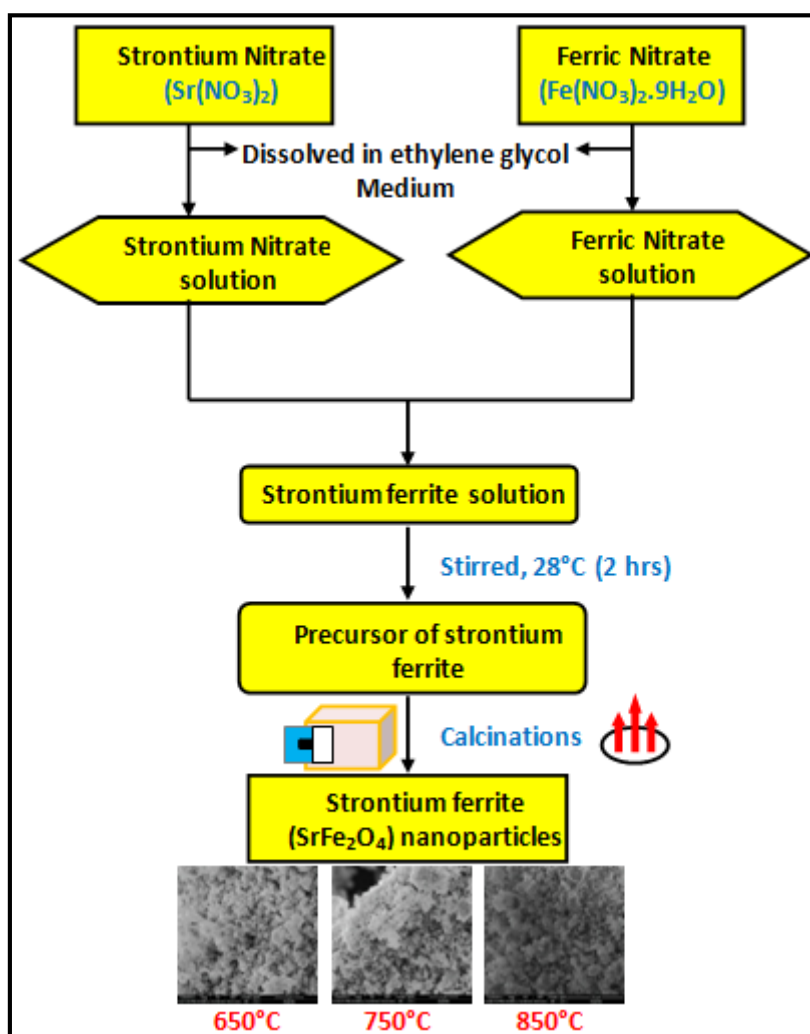 Strontium Nitrate
(Sr(NO₃)₂)
Ferric Nitrate
(Fe(NO₃)₂.9H₂O)
Dissolved in ethylene glycol
Medium
Strontium Nitrate
solution
Ferric Nitrate
solution
Strontium ferrite solution
Stirred, 28°C (2 hrs)
Precursor of strontium
ferrite
Calcinations
Strontium ferrite
(SrFe₂O₄) nanoparticles
650°C
750°C
850°C